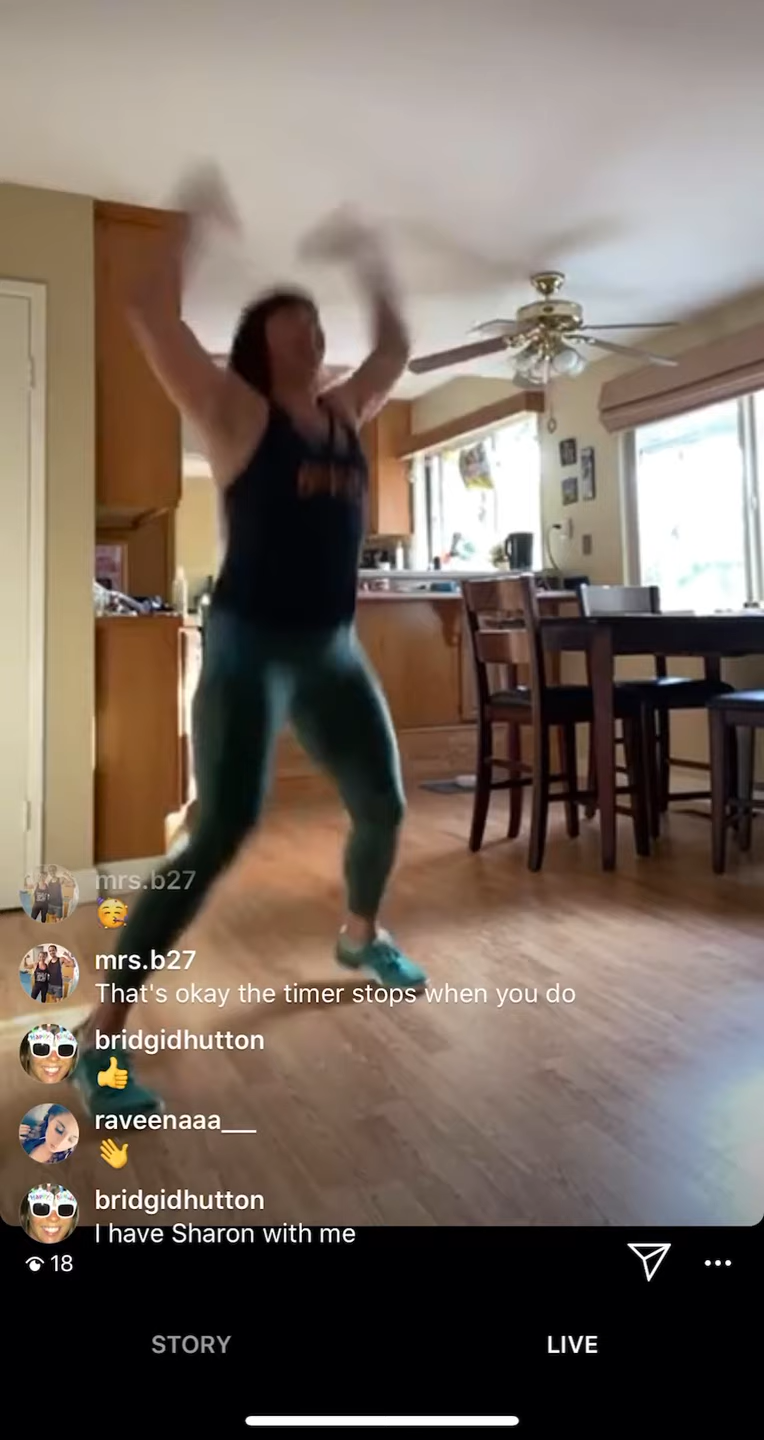 mrs.b27
🥳
mrs.b27
That's okay the timer stops when you do
bridgidhutton
👍
raveenaaa___
👋
bridgidhutton
I have Sharon with me
18
STORY
LIVE